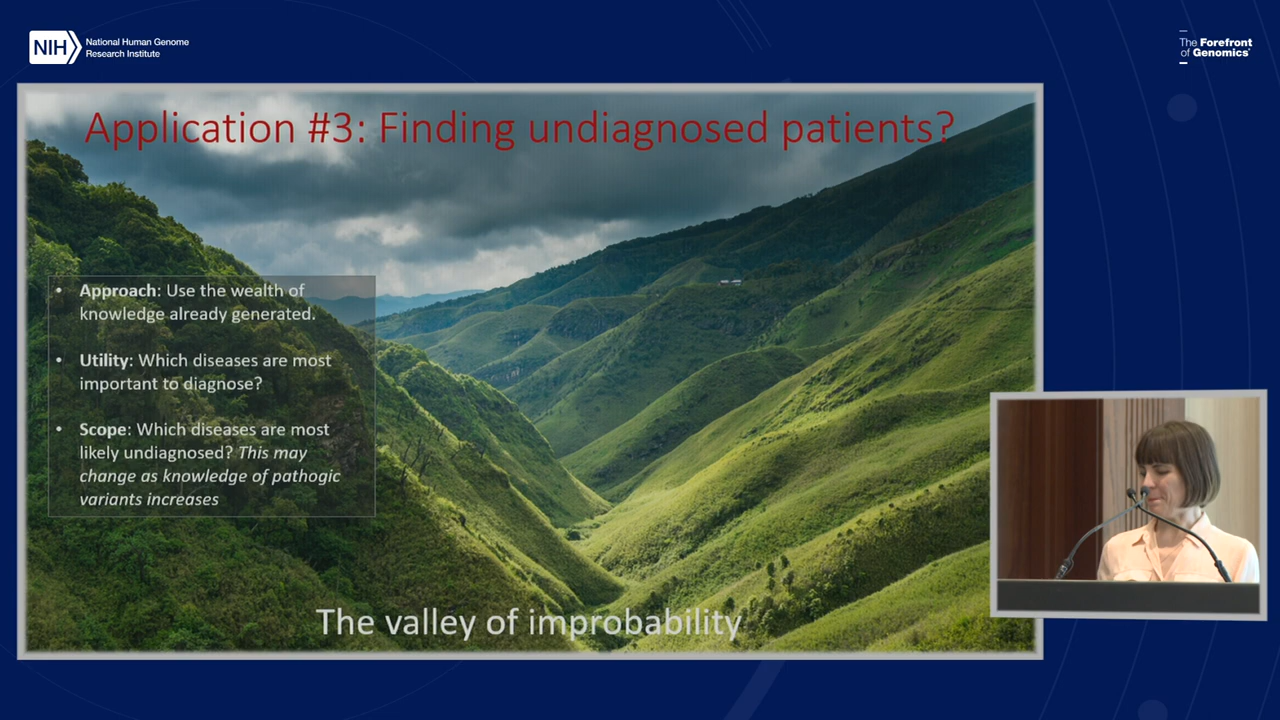 NIH
National Human Genome
Research Institute
The Forefront
of Genomics®
Application #3: Finding undiagnosed patients?
• Approach: Use the wealth of
knowledge already generated.
• Utility: Which diseases are most
important to diagnose?
• Scope: Which diseases are most
likely undiagnosed? This may
change as knowledge of pathogic
variants increases
The valley of improbability